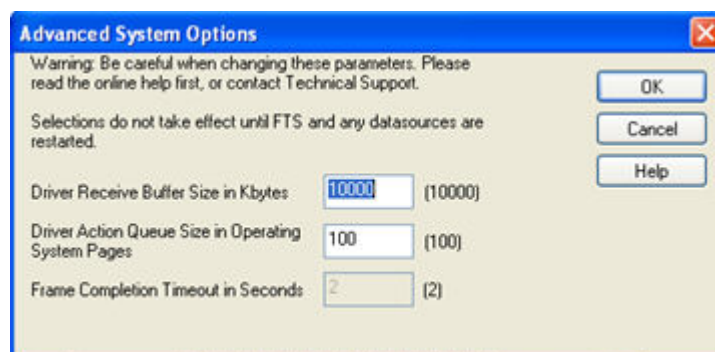 Advanced System Options
Warning: Be careful when changing these parameters. Please
read the online help first, or contact Technical Support.
OK
Selections do not take effect until FTS and any datasources are
restarted.
Cancel
Help
Driver Receive Buffer Size in Kbytes 10000 (10000)
Driver Action Queue Size in Operating
System Pages 100 (100)
Frame Completion Timeout in Seconds 2 (2)